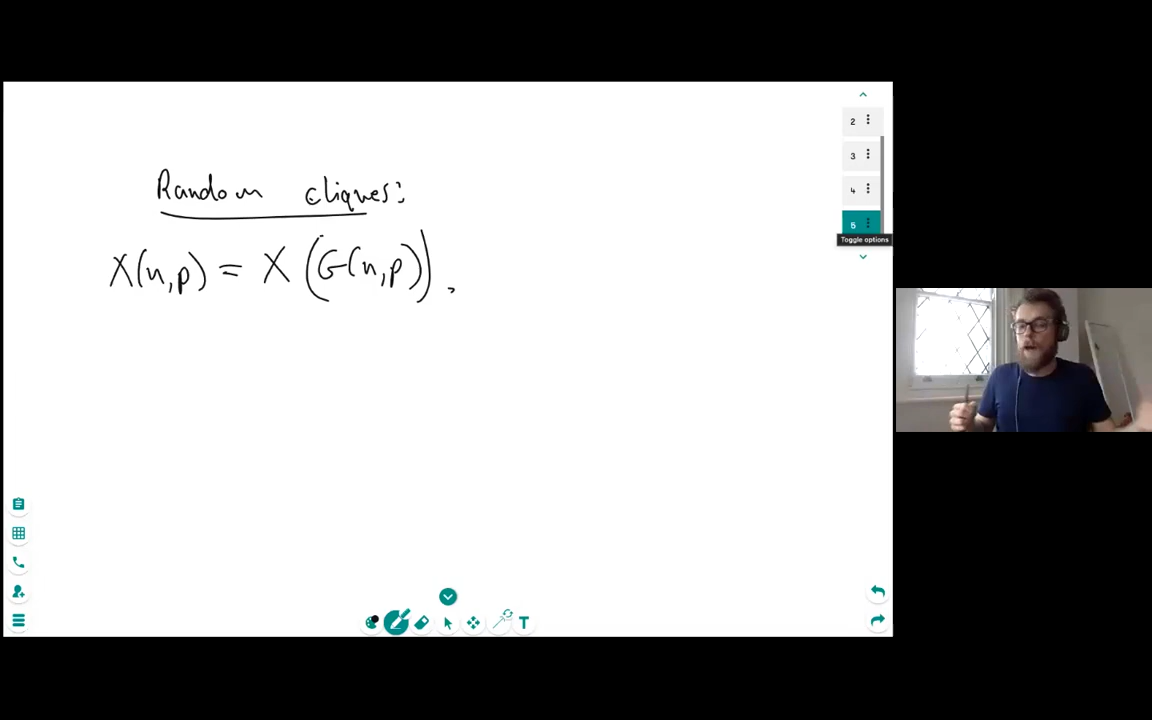 Random cliques:
X(n,p) = X (G(n,p)),
2
3
4
5
Toggle options
T